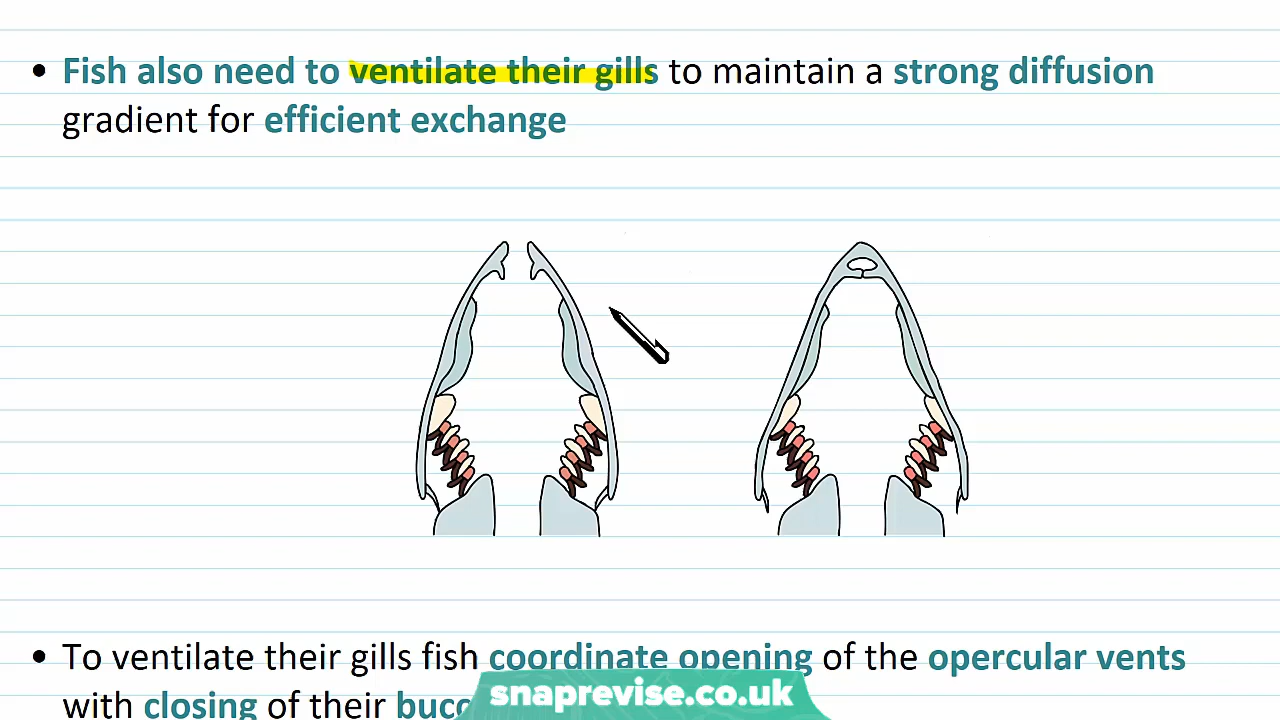 • Fish also need to ventilate their gills to maintain a strong diffusion
gradient for efficient exchange
• To ventilate their gills fish coordinate opening of the opercular vents
with closing of their
snaprevise.co.uk